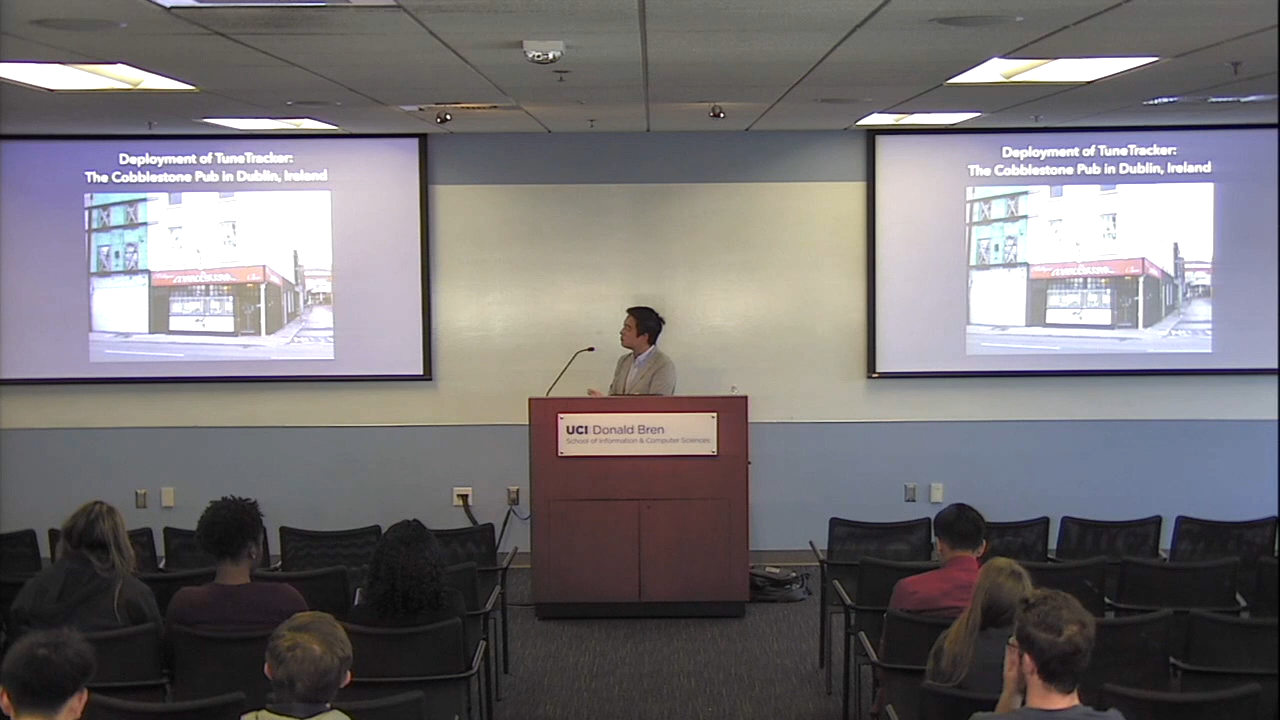 Deployment of TuneTracker:
The Cobblestone Pub in Dublin, Ireland
Deployment of TuneTracker:
The Cobblestone Pub in Dublin, Ireland
UCI Donald Bren
School of Information & Computer Sciences